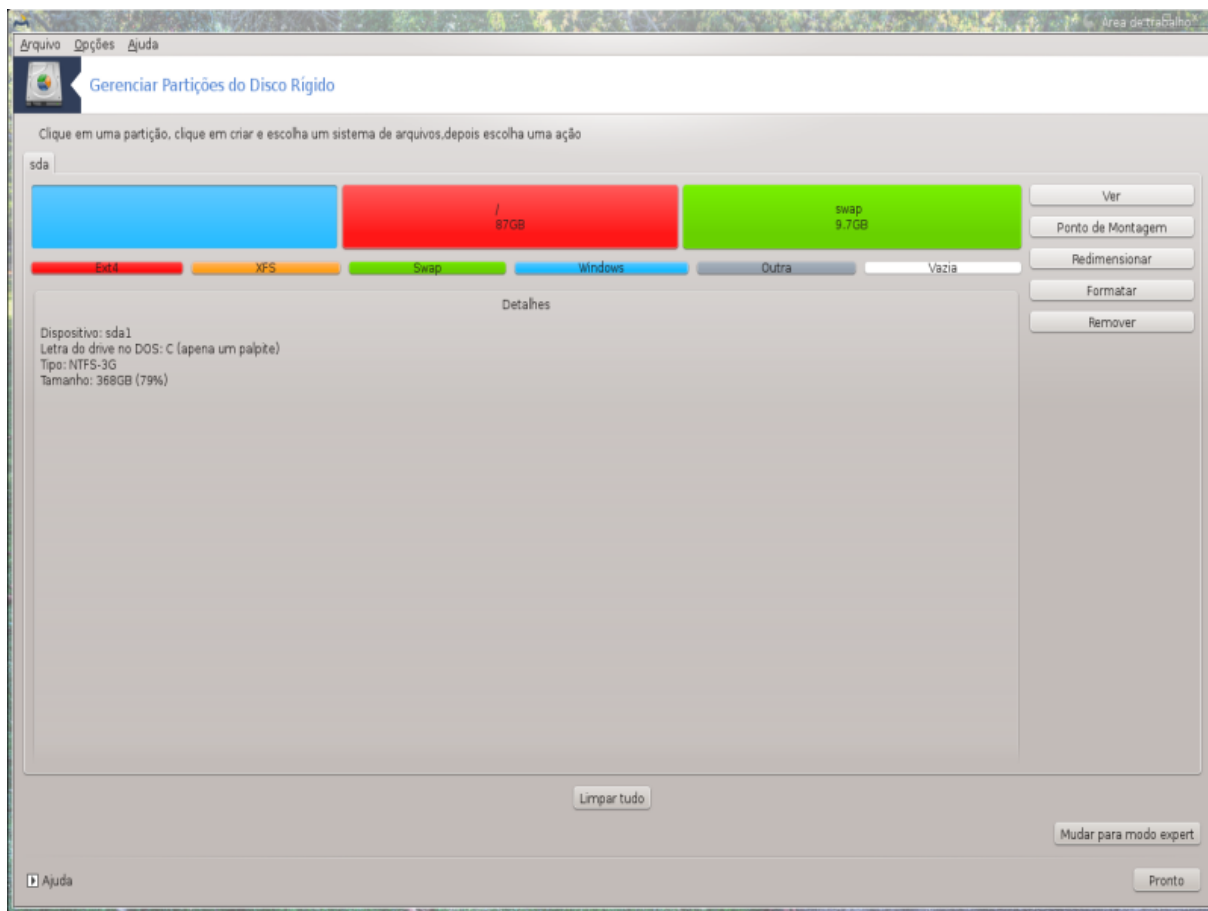 Área de trabalho
Arquivo Opções Ajuda
Gerenciar Partições do Disco Rígido
Clique em uma partição, clique em criar e escolha um sistema de arquivos,depois escolha uma ação
sda
/
87GB
swap
9.7GB
Ext4 XFS Swap Windows Outra Vazia
Ver
Ponto de Montagem
Redimensionar
Formatar
Remover
Detalhes
Dispositivo: sda1
Letra do drive no DOS: C (apena um palpite)
Tipo: NTFS-3G
Tamanho: 368GB (79%)
Limpar tudo
Mudar para modo expert
Ajuda
Pronto